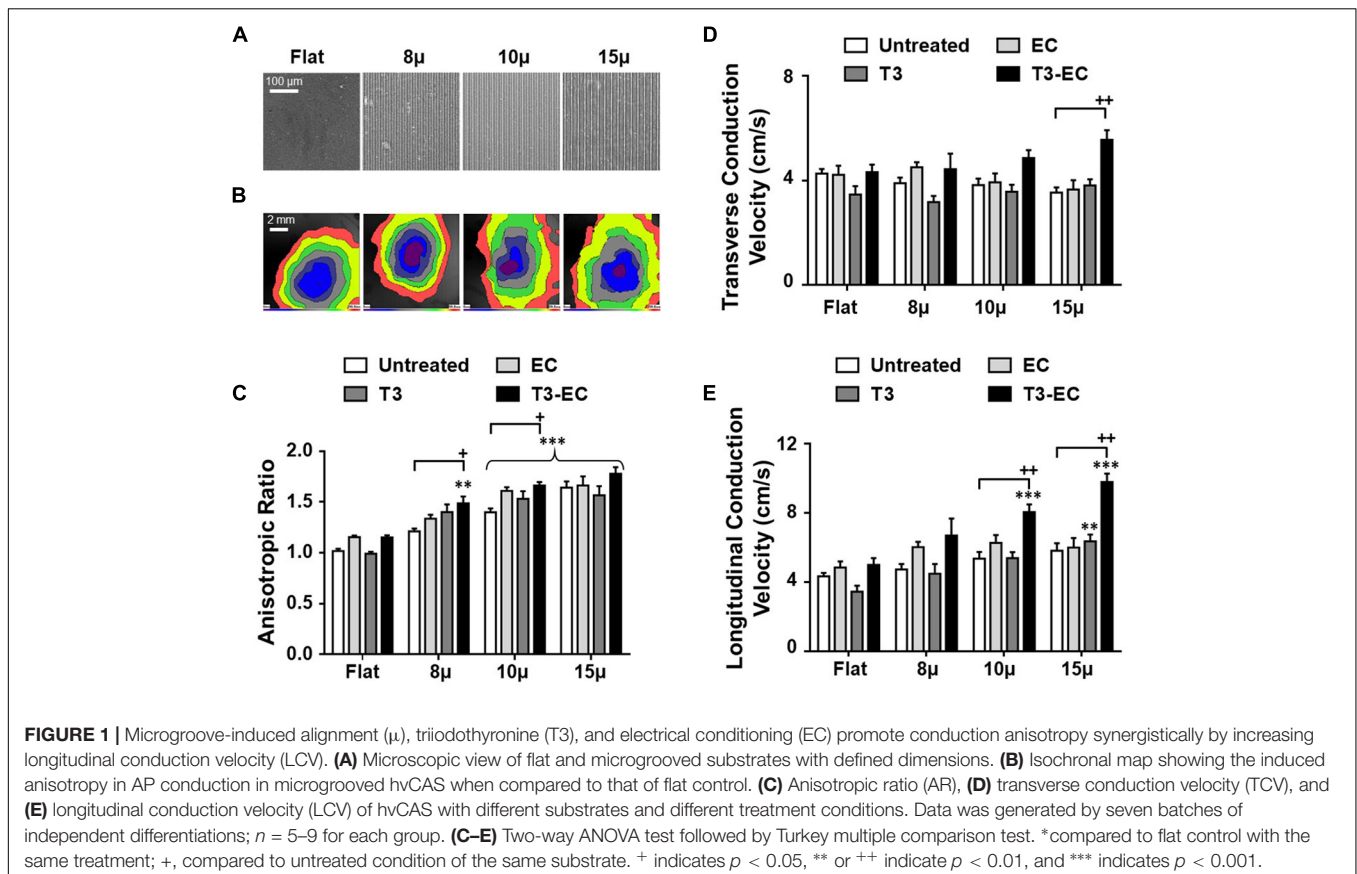 A
Flat 8µ 10µ 15µ
100 µm
B
2 mm
C
Untreated EC
T3 T3-EC
Anisotropic Ratio
2.0
1.5
1.0
0.5
0.0
+
**
+
***
Flat 8µ 10µ 15µ
D
Untreated EC
T3 T3-EC
Transverse Conduction
Velocity (cm/s)
8
4
0
++
Flat 8µ 10µ 15µ
E
Untreated EC
T3 T3-EC
Longitudinal Conduction
Velocity (cm/s)
12
8
4
0
++
***
++
***
**
Flat 8µ 10µ 15µ
FIGURE 1 | Microgroove-induced alignment (µ), triiodothyronine (T3), and electrical conditioning (EC) promote conduction anisotropy synergistically by increasing
longitudinal conduction velocity (LCV). (A) Microscopic view of flat and microgrooved substrates with defined dimensions. (B) Isochronal map showing the induced
anisotropy in AP conduction in microgrooved hvCAS when compared to that of flat control. (C) Anisotropic ratio (AR), (D) transverse conduction velocity (TCV), and
(E) longitudinal conduction velocity (LCV) of hvCAS with different substrates and different treatment conditions. Data was generated by seven batches of
independent differentiations; n = 5–9 for each group. (C–E) Two-way ANOVA test followed by Turkey multiple comparison test. *compared to flat control with the
same treatment; +, compared to untreated condition of the same substrate. + indicates p < 0.05, ** or ++ indicate p < 0.01, and *** indicates p < 0.001.